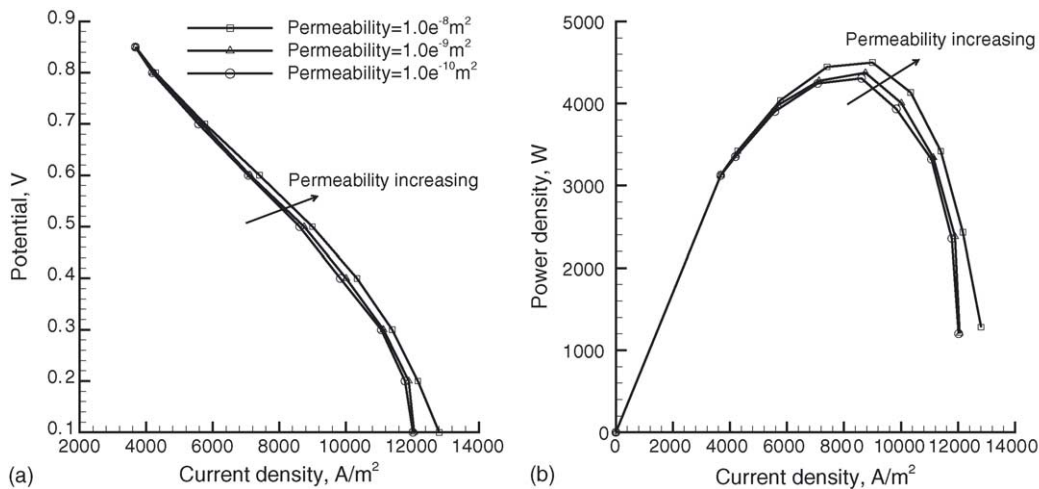 0.9
0.8
0.7
0.6
0.5
0.4
0.3
0.2
0.1
Potential, V
Permeability=1.0e⁻⁸m²
Permeability=1.0e⁻⁹m²
Permeability=1.0e⁻¹⁰m²
Permeability increasing
2000 4000 6000 8000 10000 12000 14000
Current density, A/m²
(a)
5000
4000
3000
2000
1000
0
Power density, W
Permeability increasing
0 2000 4000 6000 8000 10000 12000 14000
Current density, A/m²
(b)